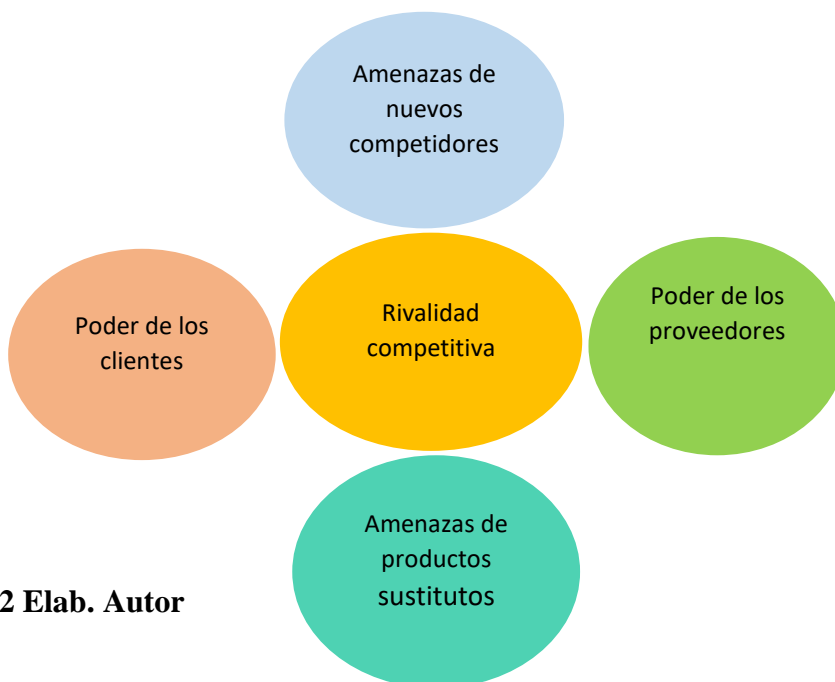 Amenazas de
nuevos
competidores
Poder de los
clientes
Rivalidad
competitiva
Poder de los
proveedores
Amenazas de
productos
sustitutos
2 Elab. Autor